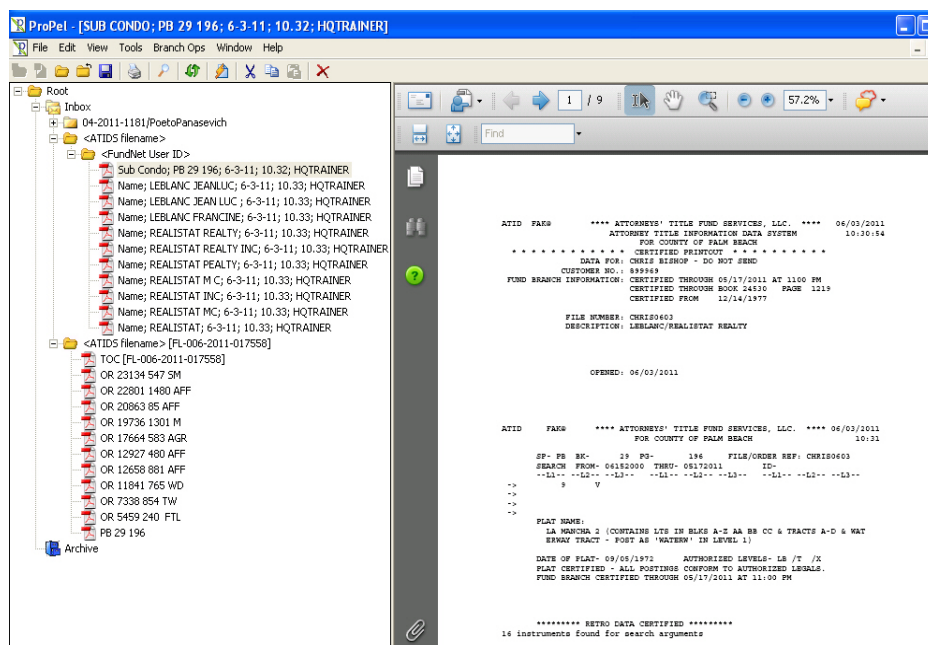 ProPel - [SUB CONDO; PB 29 196; 6-3-11; 10.32; HQTRAINER]
File Edit View Tools Branch Ops Window Help
Root
Inbox
04-2011-1181/PoetoPanasevich
<ATIDS filename>
<FundNet User ID>
Sub Condo; PB 29 196; 6-3-11; 10.32; HQTRAINER
Name; LEBLANC JEANLUC; 6-3-11; 10.33; HQTRAINER
Name; LEBLANC JEAN LUC ; 6-3-11; 10.33; HQTRAINER
Name; LEBLANC FRANCINE; 6-3-11; 10.33; HQTRAINER
Name; REALISTAT REALTY; 6-3-11; 10.33; HQTRAINER
Name; REALISTAT REALTY INC; 6-3-11; 10.33; HQTRAINER
Name; REALISTAT PEALTY; 6-3-11; 10.33; HQTRAINER
Name; REALISTAT M C; 6-3-11; 10.33; HQTRAINER
Name; REALISTAT INC; 6-3-11; 10.33; HQTRAINER
Name; REALISTAT MC; 6-3-11; 10.33; HQTRAINER
Name; REALISTAT; 6-3-11; 10.33; HQTRAINER
<ATIDS filename> [FL-006-2011-017558]
TOC [FL-006-2011-017558]
OR 23134 547 SM
OR 22801 1480 AFF
OR 20863 85 AFF
OR 19736 1301 M
OR 17664 583 AGR
OR 12927 480 AFF
OR 12658 881 AFF
OR 11841 765 WD
OR 7338 854 TW
OR 5459 240 FTL
PB 29 196
Archive
1 / 9 57.2%
Find
ATID FAK@ **** ATTORNEYS' TITLE FUND SERVICES, LLC. **** 06/03/2011
ATTORNEY TITLE INFORMATION DATA SYSTEM 10:30:54
FOR COUNTY OF PALM BEACH
* * * * * * * * * * * * CERTIFIED PRINTOUT * * * * * * * * * * *
DATA FOR: CHRIS BISHOP - DO NOT SEND
CUSTOMER NO.: 899969
FUND BRANCH INFORMATION: CERTIFIED THROUGH 05/17/2011 AT 1100 PM
CERTIFIED THROUGH BOOK 24530 PAGE 1219
CERTIFIED FROM 12/14/1977
FILE NUMBER: CHRIS0603
DESCRIPTION: LEBLANC/REALISTAT REALTY
OPENED: 06/03/2011
ATID FAK@ **** ATTORNEYS' TITLE FUND SERVICES, LLC. **** 06/03/2011
FOR COUNTY OF PALM BEACH 10:31
SP- PB BK- 29 PG- 196 FILE/ORDER REF: CHRIS0603
SEARCH FROM- 06152000 THRU- 05172011 ID-
--L1-- --L2-- --L3-- --L1-- --L2-- --L3-- --L1-- --L2-- --L3--
-> 9 V
->
->
->
PLAT NAME:
LA MANCHA 2 (CONTAINS LTS IN BLKS A-Z AA BB CC & TRACTS A-D & WAT
ERWAY TRACT - POST AS 'WATERW' IN LEVEL 1)
DATE OF PLAT- 09/05/1972 AUTHORIZED LEVELS- LB /T /X
PLAT CERTIFIED - ALL POSTINGS CONFORM TO AUTHORIZED LEGALS.
FUND BRANCH CERTIFIED THROUGH 05/17/2011 AT 11:00 PM
********* RETRO DATA CERTIFIED *********
16 instruments found for search arguments